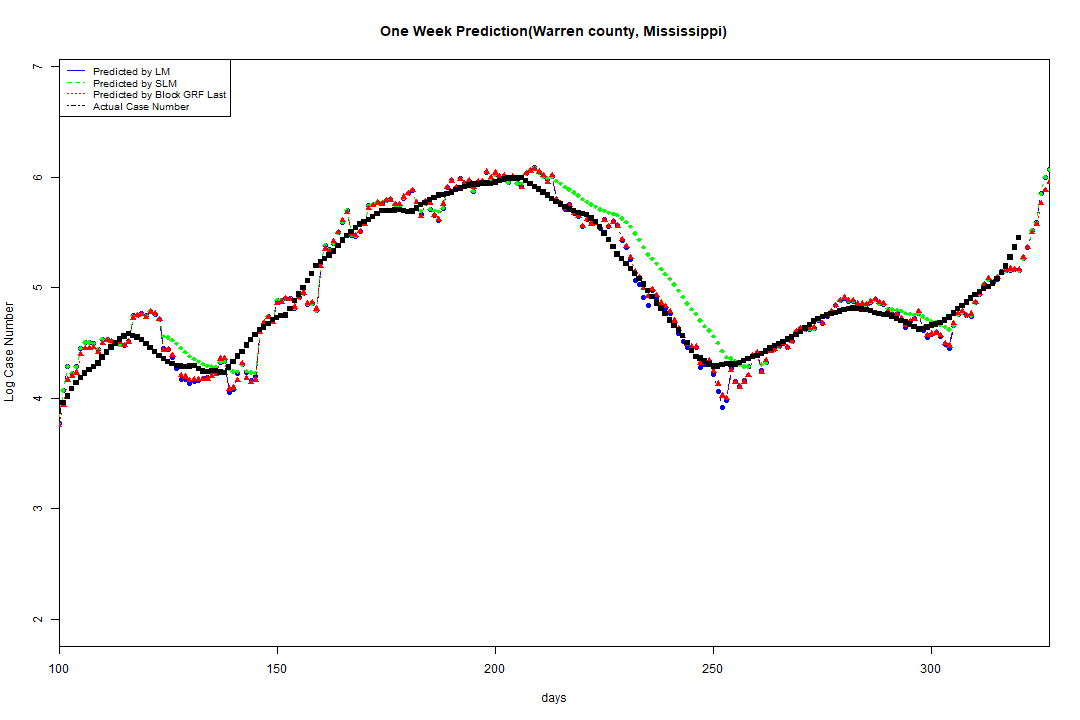 One Week Prediction(Warren county, Mississippi)
Predicted by LM
Predicted by SLM
Predicted by Block GRF Last
Actual Case Number
7
6
5
4
3
2
Log Case Number
100 150 200 250 300
days